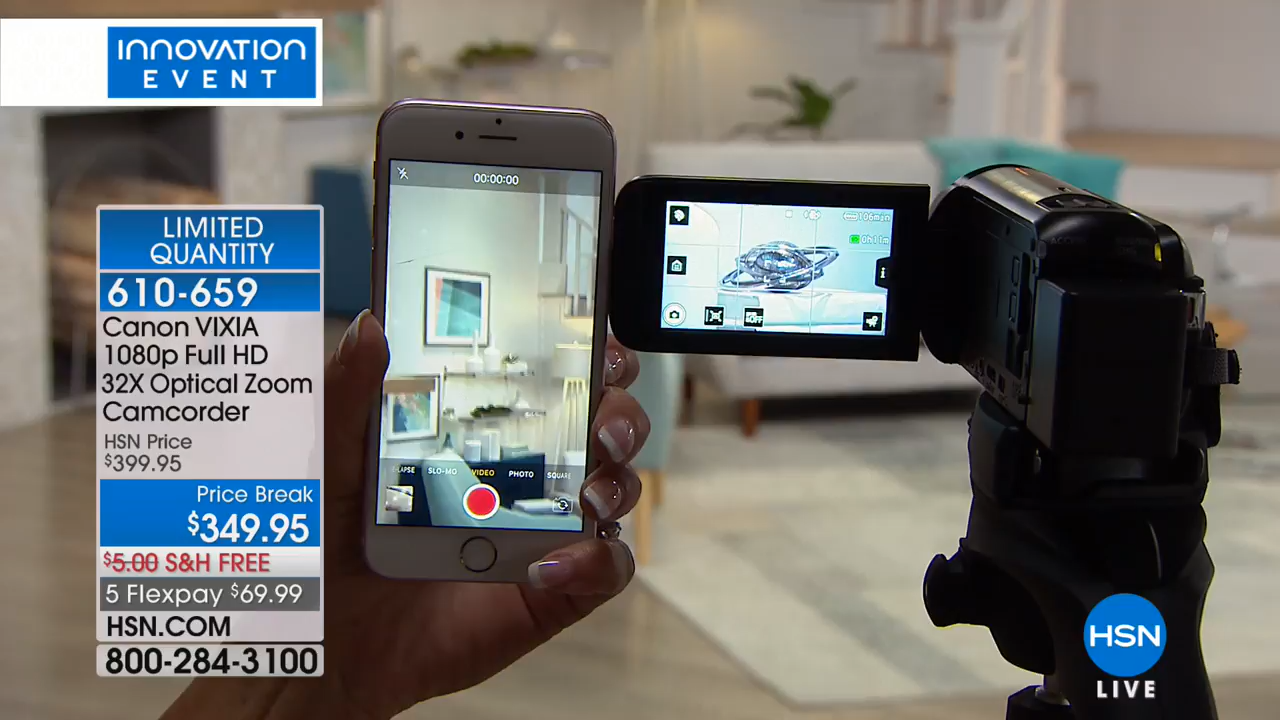 INNOVATION
EVENT
LIMITED
QUANTITY
610-659
Canon VIXIA
1080p Full HD
32X Optical Zoom
Camcorder
HSN Price
$399.95
Price Break
$349.95
$5.00 S&H FREE
5 Flexpay $69.99
HSN.COM
800-284-3100
00:00:00
SLO-MO VIDEO PHOTO SQUARE
106min
0h11m
OFF
HSN
LIVE